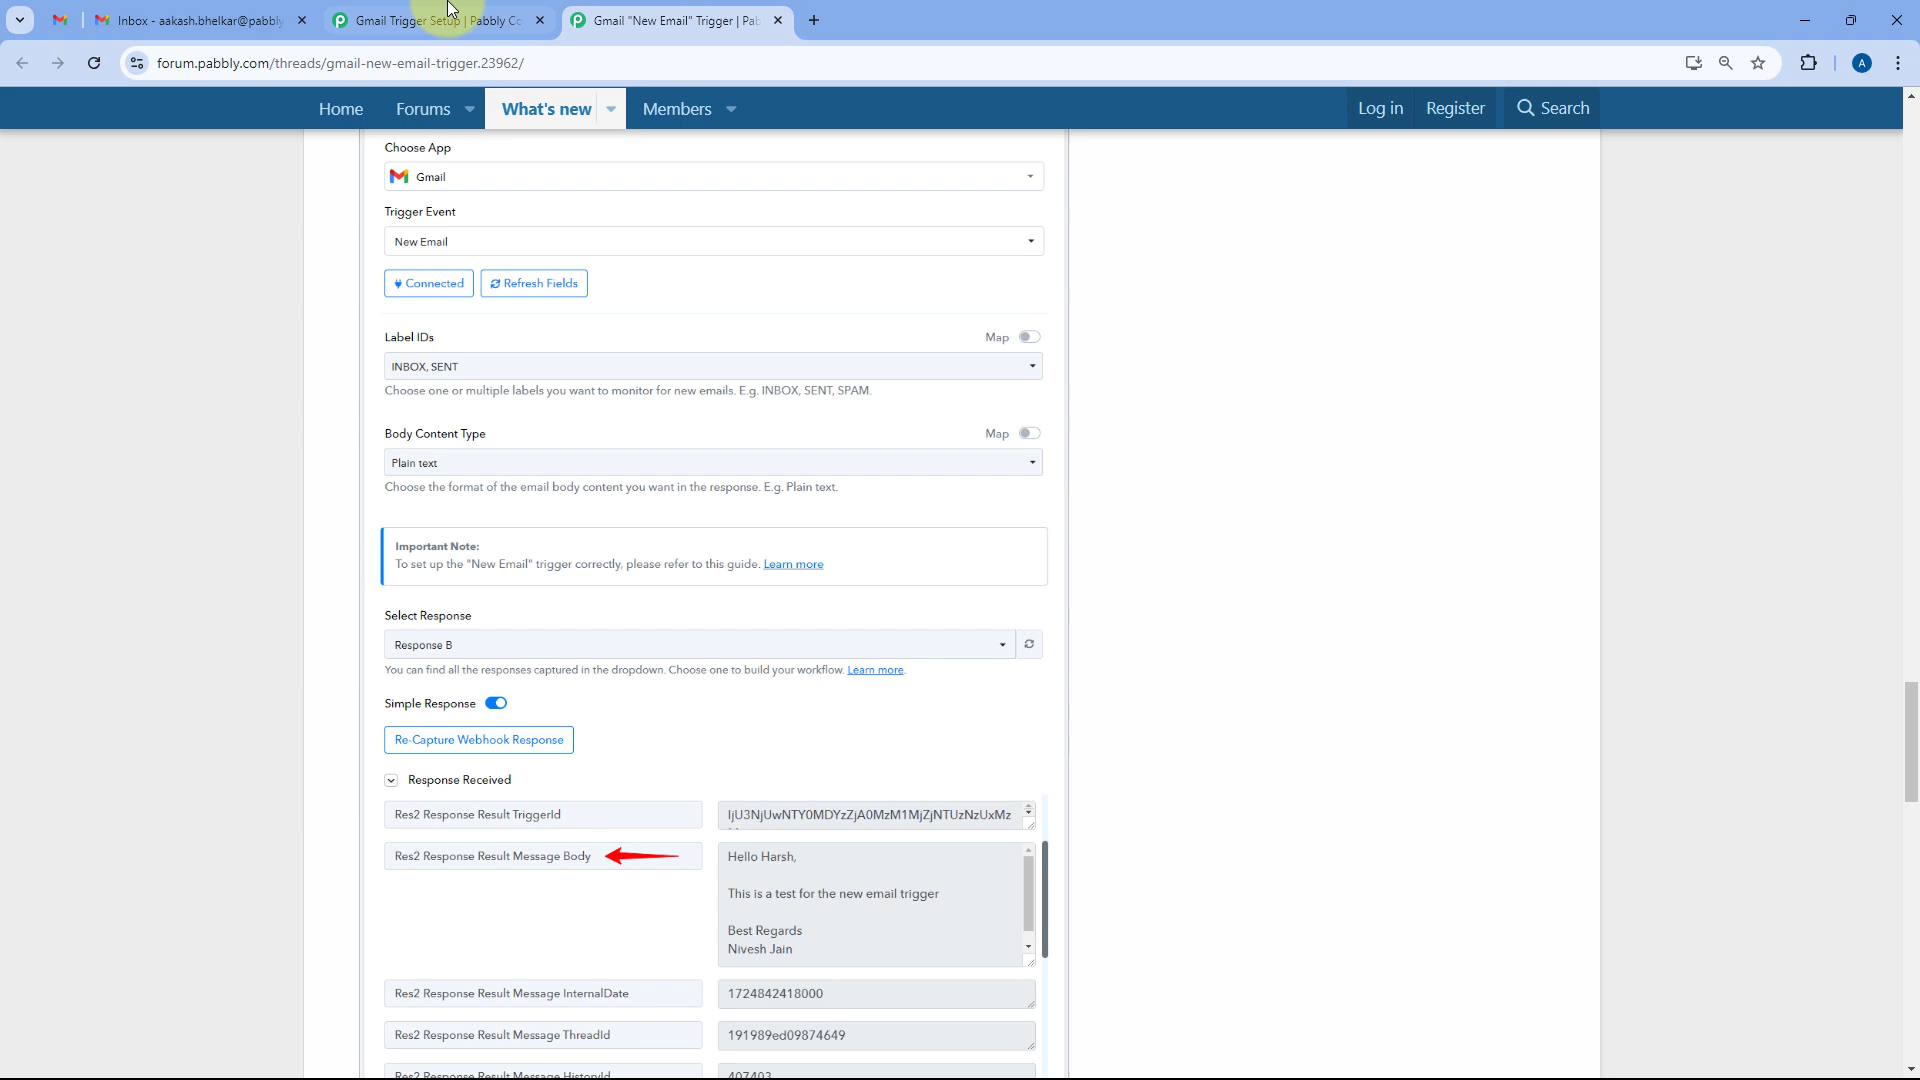 Inbox - aakash.bhelkar@pabbly
Gmail Trigger Setup | Pabbly Co
Gmail "New Email" Trigger | Pab
forum.pabbly.com/threads/gmail-new-email-trigger.23962/
A
Home
Forums
What's new
Members
Log in
Register
Search
Choose App
Gmail
Trigger Event
New Email
Connected
Refresh Fields
Label IDs
Map
INBOX, SENT
Choose one or multiple labels you want to monitor for new emails. E.g. INBOX, SENT, SPAM.
Body Content Type
Map
Plain text
Choose the format of the email body content you want in the response. E.g. Plain text.
Important Note:
To set up the "New Email" trigger correctly, please refer to this guide. Learn more
Select Response
Response B
You can find all the responses captured in the dropdown. Choose one to build your workflow. Learn more.
Simple Response
Re-Capture Webhook Response
Response Received
Res2 Response Result TriggerId
IjU3NjUwNTY0MDYzZjA0MzM1MjZjNTUzNzUxMz
Res2 Response Result Message Body
Hello Harsh,
This is a test for the new email trigger
Best Regards
Nivesh Jain
Res2 Response Result Message InternalDate
1724842418000
Res2 Response Result Message ThreadId
191989ed09874649
Res2 Response Result Message HistoryId
407403